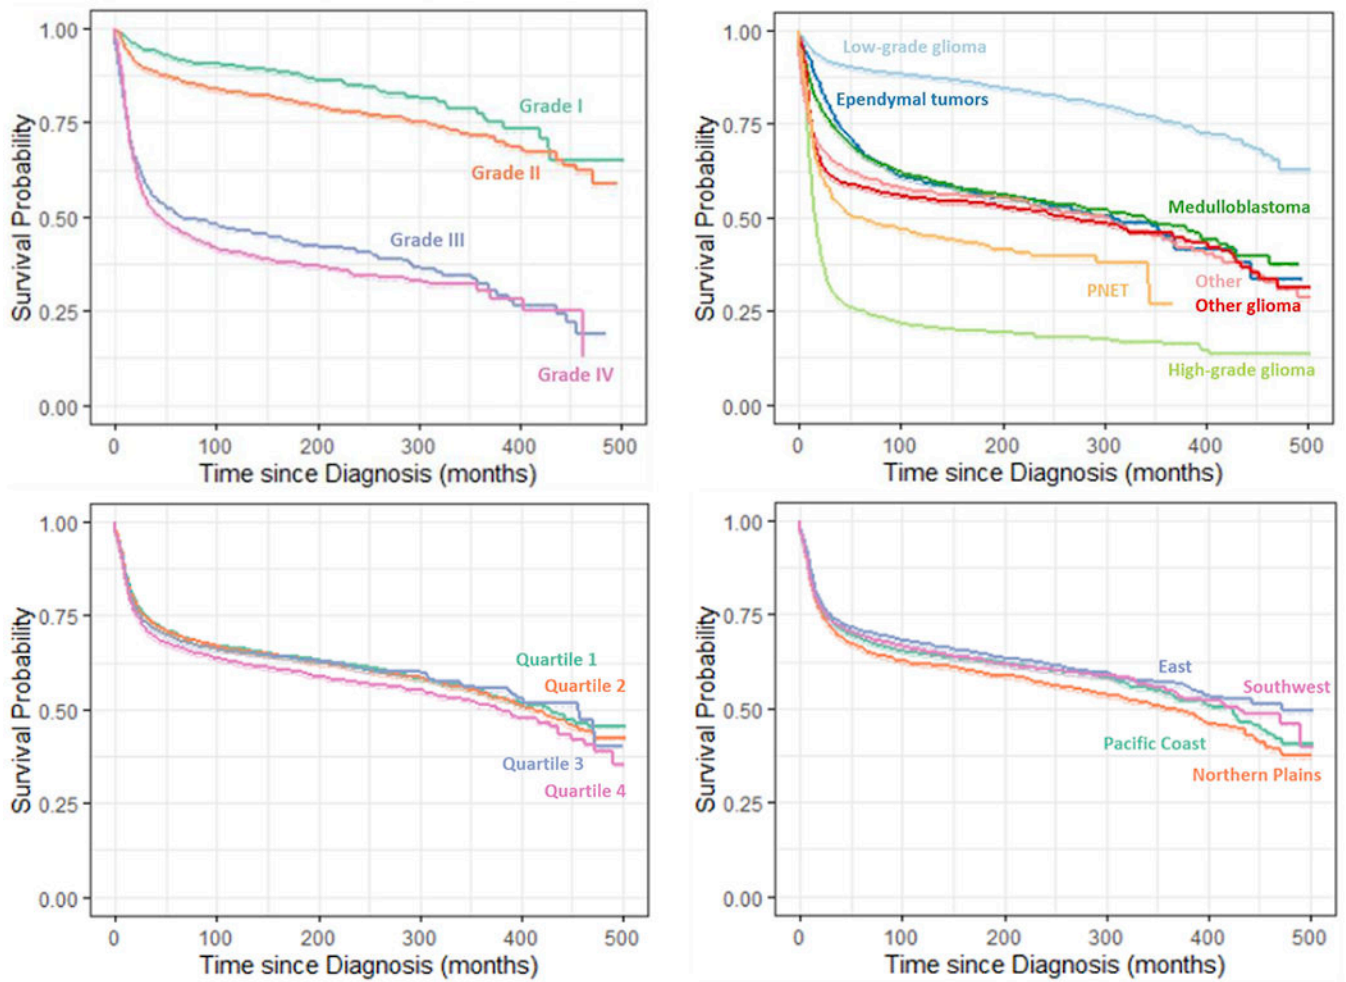 1.00
0.75
0.50
0.25
0.00
Survival Probability
Grade I
Grade II
Grade III
Grade IV
0 100 200 300 400 500
Time since Diagnosis (months)
1.00
0.75
0.50
0.25
0.00
Survival Probability
Low-grade glioma
Ependymal tumors
Medulloblastoma
Other
PNET
Other glioma
High-grade glioma
0 100 200 300 400 500
Time since Diagnosis (months)
1.00
0.75
0.50
0.25
0.00
Survival Probability
Quartile 1
Quartile 2
Quartile 3
Quartile 4
0 100 200 300 400 500
Time since Diagnosis (months)
1.00
0.75
0.50
0.25
0.00
Survival Probability
East
Southwest
Pacific Coast
Northern Plains
0 100 200 300 400 500
Time since Diagnosis (months)